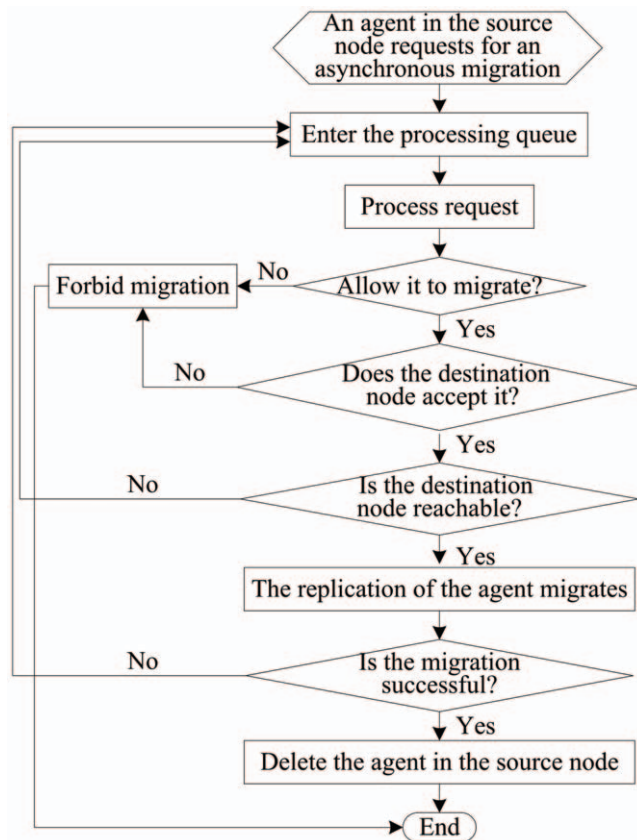 An agent in the source
node requests for an
asynchronous migration
Enter the processing queue
Process request
Allow it to migrate?
No
Forbid migration
Yes
Does the destination
node accept it?
No
Yes
Is the destination
node reachable?
No
Yes
The replication of the agent migrates
Is the migration
successful?
No
Yes
Delete the agent in the source node
End